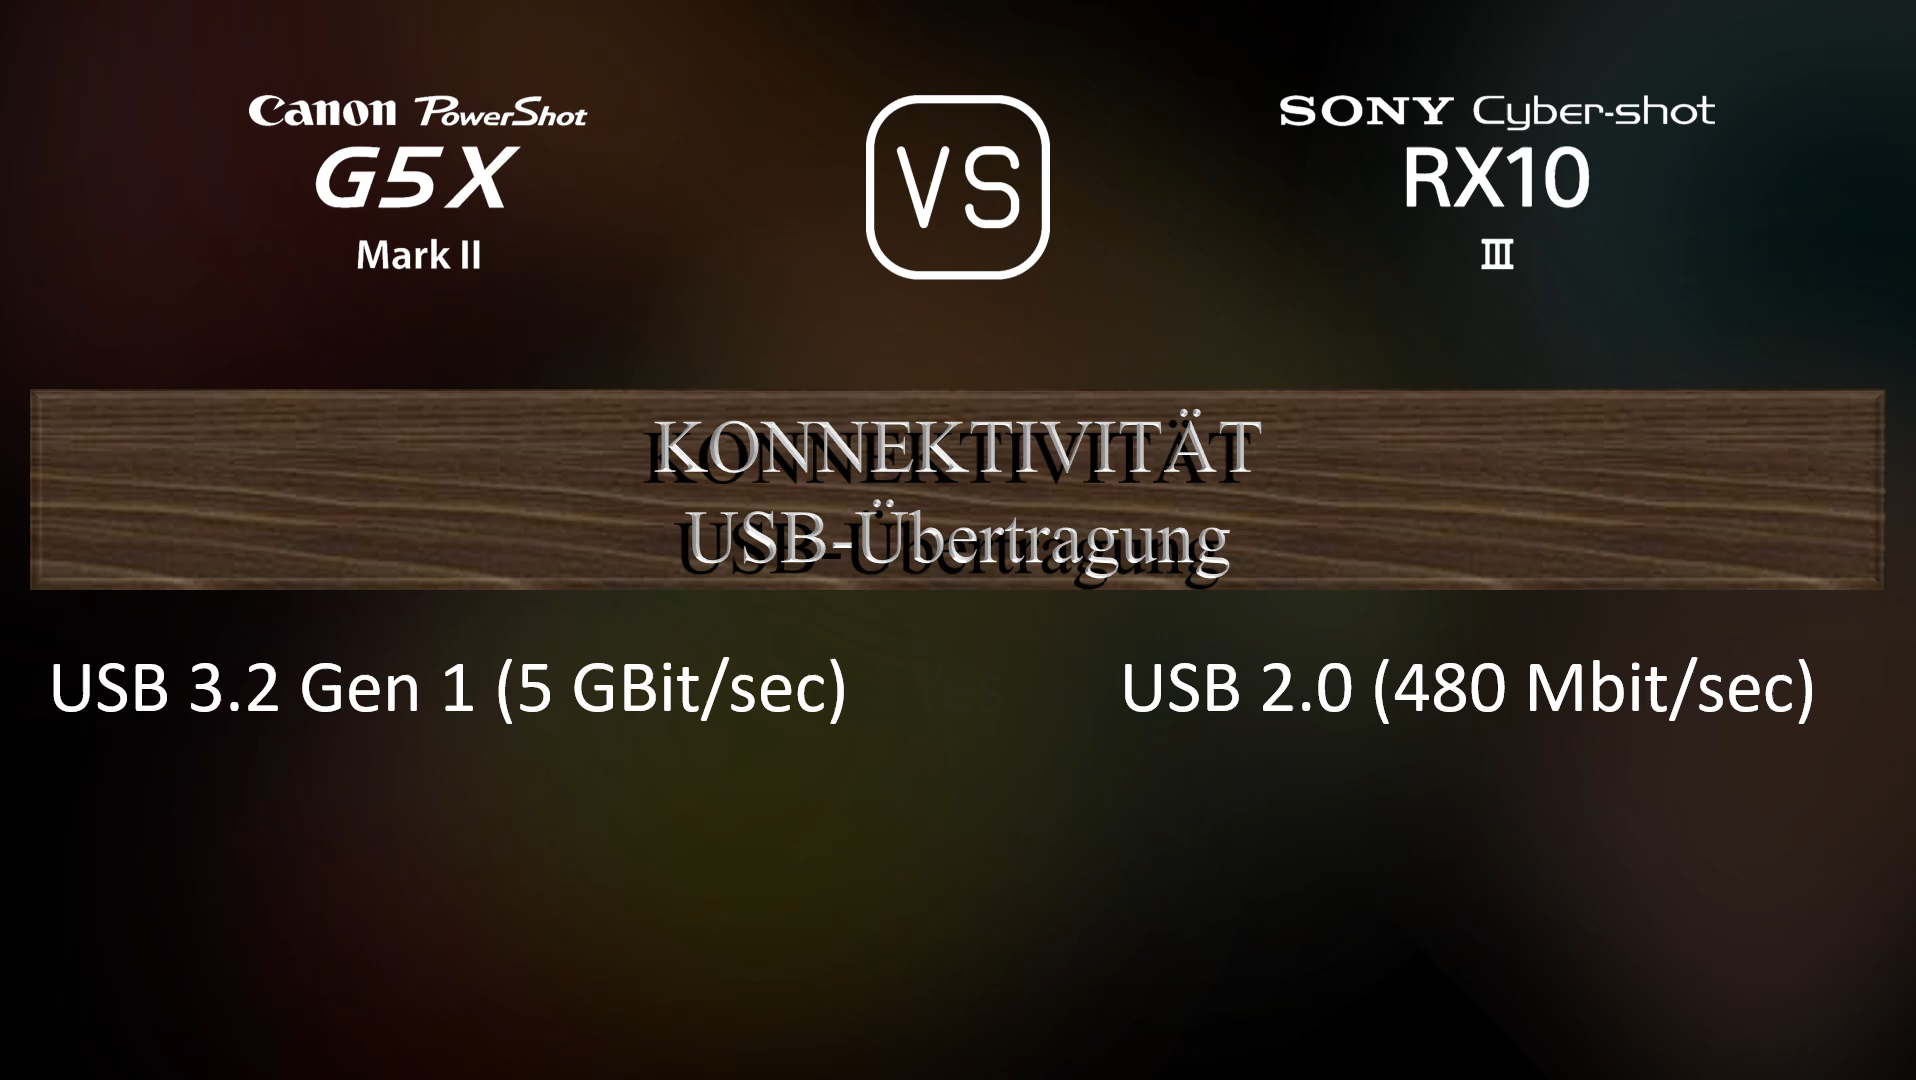 Canon PowerShot
G5 X
Mark II
VS
SONY Cyber-shot
RX10
III
KONNEKTIVITÄT
USB-Übertragung
USB 3.2 Gen 1 (5 GBit/sec)
USB 2.0 (480 Mbit/sec)